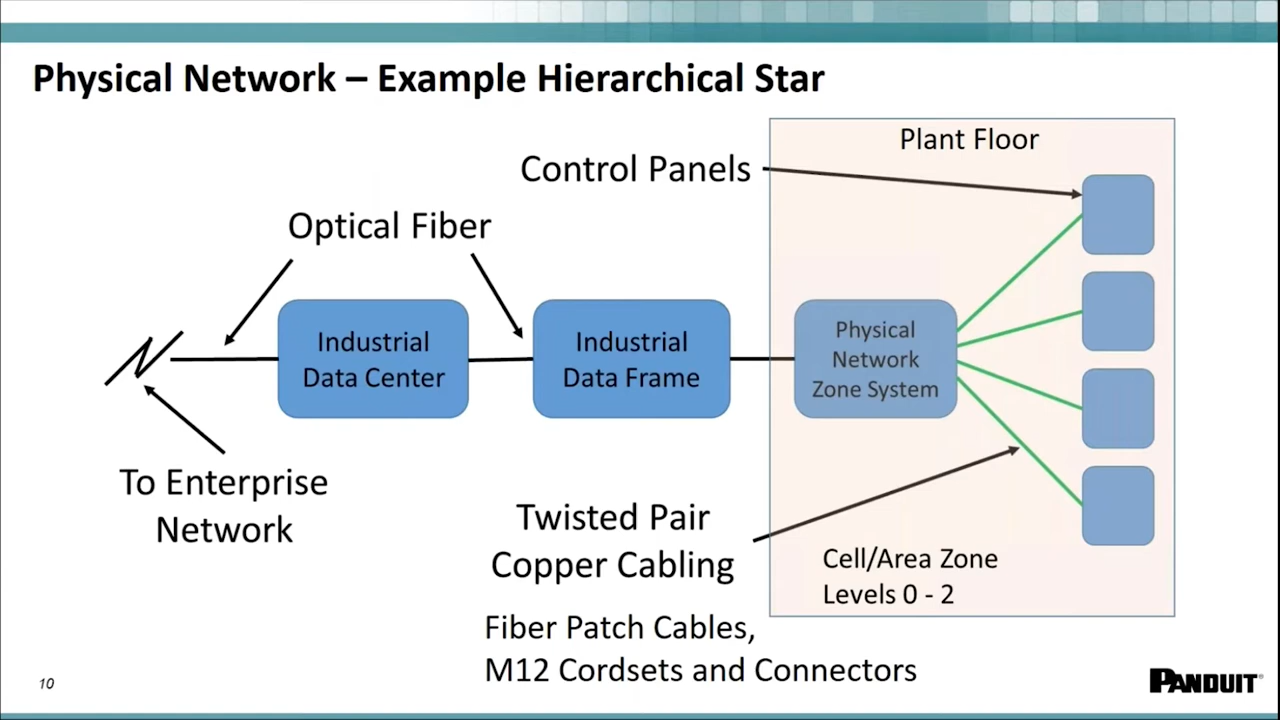 Physical Network – Example Hierarchical Star
Plant Floor
Control Panels
Optical Fiber
Industrial
Data Center
Industrial
Data Frame
Physical
Network
Zone System
To Enterprise
Network
Twisted Pair
Copper Cabling
Cell/Area Zone
Levels 0 - 2
Fiber Patch Cables,
M12 Cordsets and Connectors
10
PANDUIT